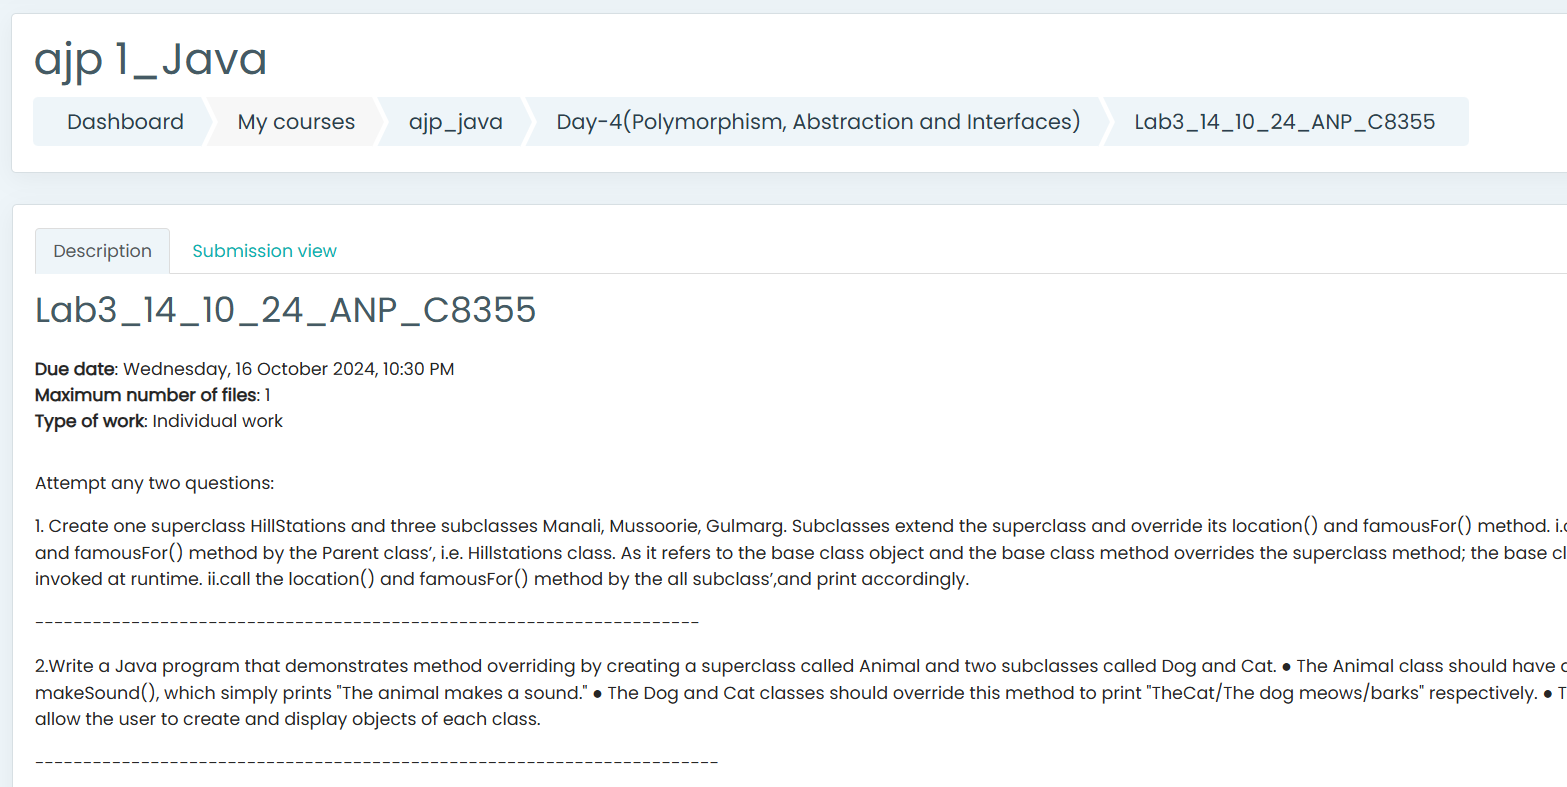 ajp 1_Java
Dashboard My courses ajp_java Day-4(Polymorphism, Abstraction and Interfaces) Lab3_14_10_24_ANP_C8355
Description Submission view
Lab3_14_10_24_ANP_C8355
Due date: Wednesday, 16 October 2024, 10:30 PM
Maximum number of files: 1
Type of work: Individual work
Attempt any two questions:
1. Create one superclass HillStations and three subclasses Manali, Mussoorie, Gulmarg. Subclasses extend the superclass and override its location() and famousFor() method.
and famousFor() method by the Parent class’, i.e. Hillstations class. As it refers to the base class object and the base class method overrides the superclass method; the base
invoked at runtime. ii.call the location() and famousFor() method by the all subclass’,and print accordingly.
----------------------------------------------------------------------
2.Write a Java program that demonstrates method overriding by creating a superclass called Animal and two subclasses called Dog and Cat. ● The Animal class should have
makeSound(), which simply prints "The animal makes a sound." ● The Dog and Cat classes should override this method to print "TheCat/The dog meows/barks" respectively. ●
allow the user to create and display objects of each class.
------------------------------------------------------------------------